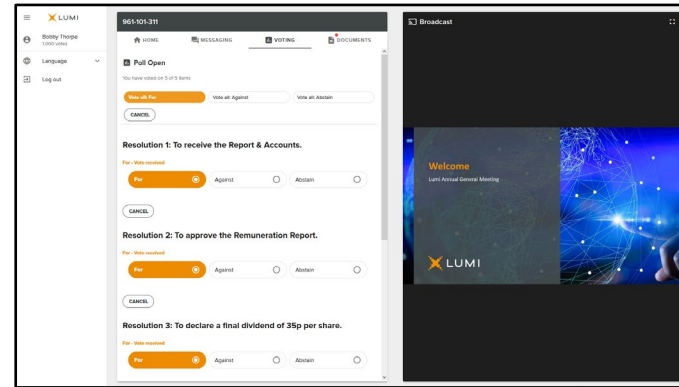 LUMI
Bobby Thorpe
1,000 votes
Language
Log out
961-101-311
HOME
MESSAGING
VOTING
DOCUMENTS
Poll Open
You have voted on 5 of 5 items
Vote all: For
Vote all: Against
Vote all: Abstain
CANCEL
Resolution 1: To receive the Report & Accounts.
For - Vote received
For
Against
Abstain
CANCEL
Resolution 2: To approve the Remuneration Report.
For - Vote received
For
Against
Abstain
CANCEL
Resolution 3: To declare a final dividend of 35p per share.
For - Vote received
For
Against
Abstain
Broadcast
Welcome
Lumi Annual General Meeting
LUMI